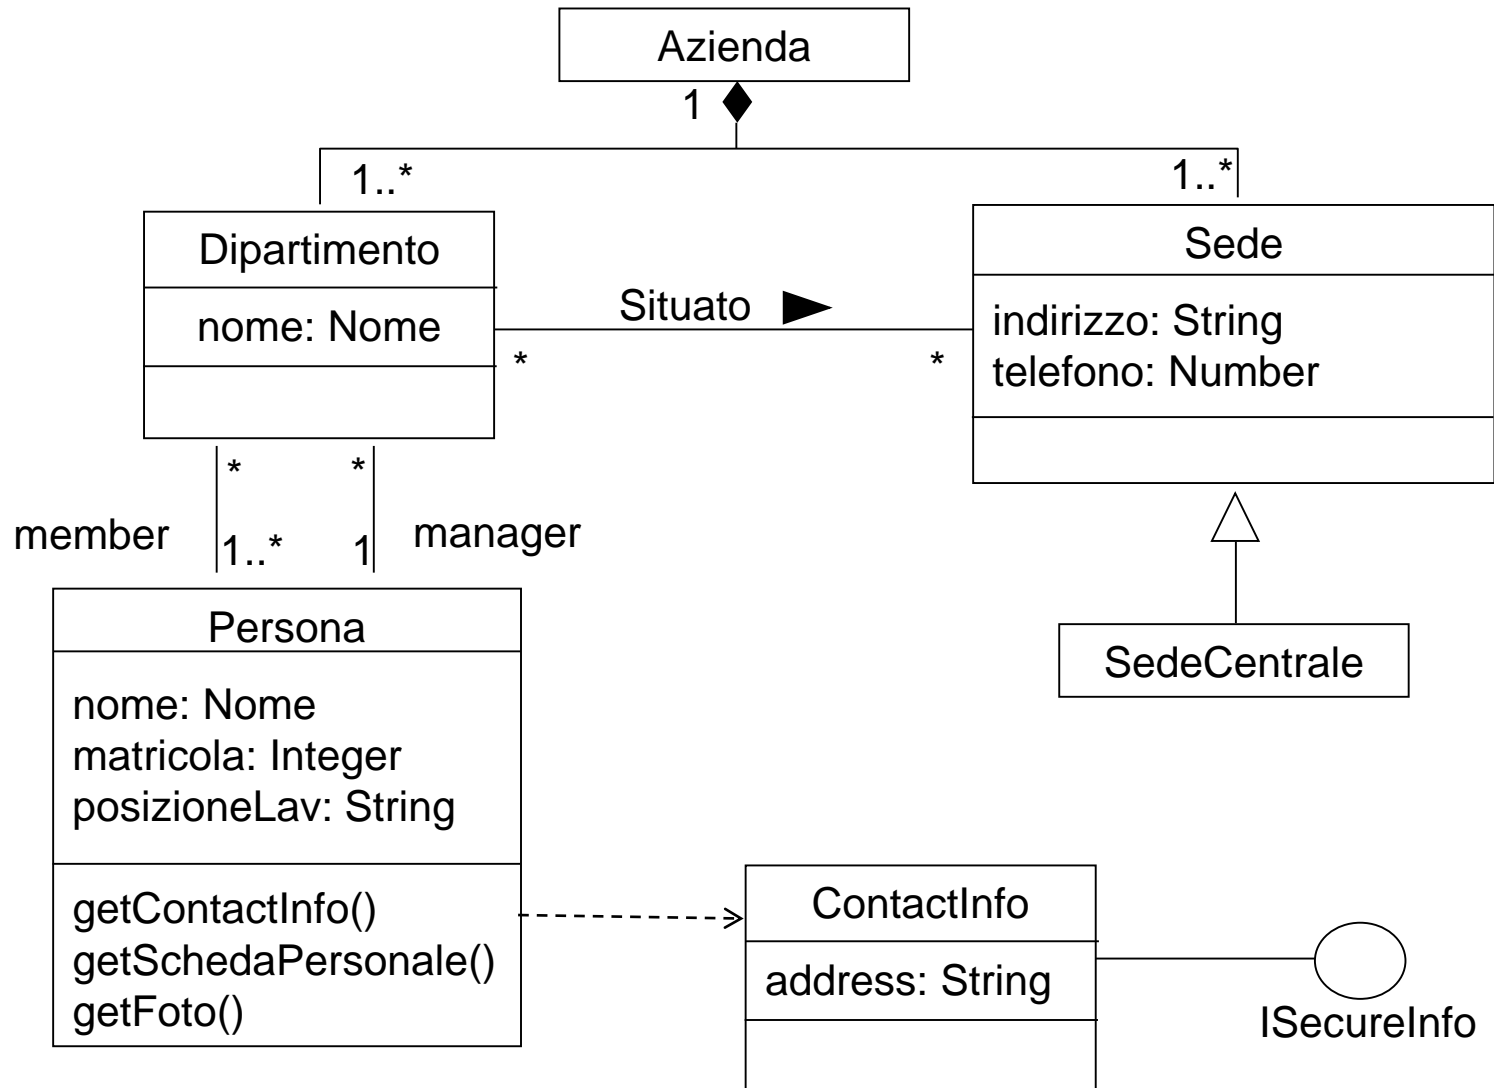 Azienda
1
1..*
1..*
Dipartimento
nome: Nome
Situato
*
*
Sede
indirizzo: String
telefono: Number
*
*
member
1..*
1
manager
Persona
nome: Nome
matricola: Integer
posizioneLav: String
getContactInfo()
getSchedaPersonale()
getFoto()
SedeCentrale
ContactInfo
address: String
ISecureInfo